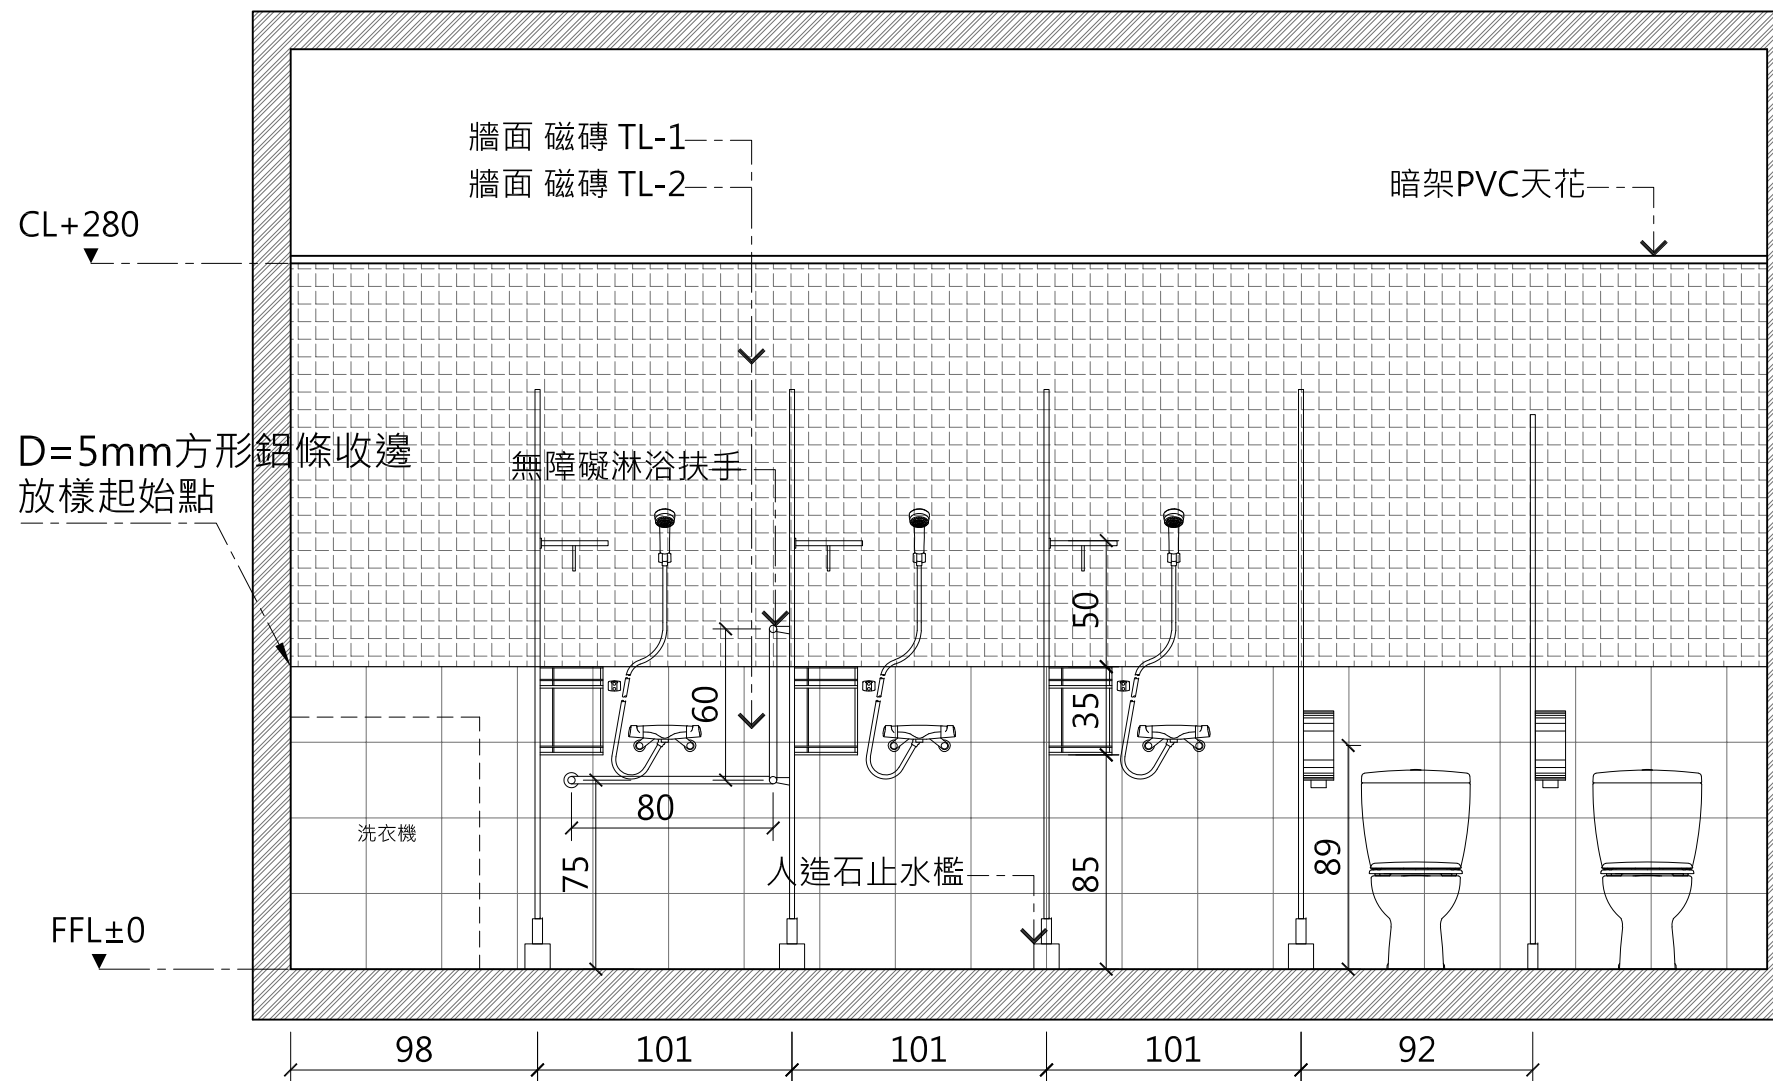 牆面 磁磚 TL-1
牆面 磁磚 TL-2
暗架PVC天花
CL+280
D=5mm方形鋁條收邊
放樣起始點
無障礙淋浴扶手
50
60
35
80
洗衣機
75
人造石止水檻
85
89
FFL±0
98
101
101
101
92